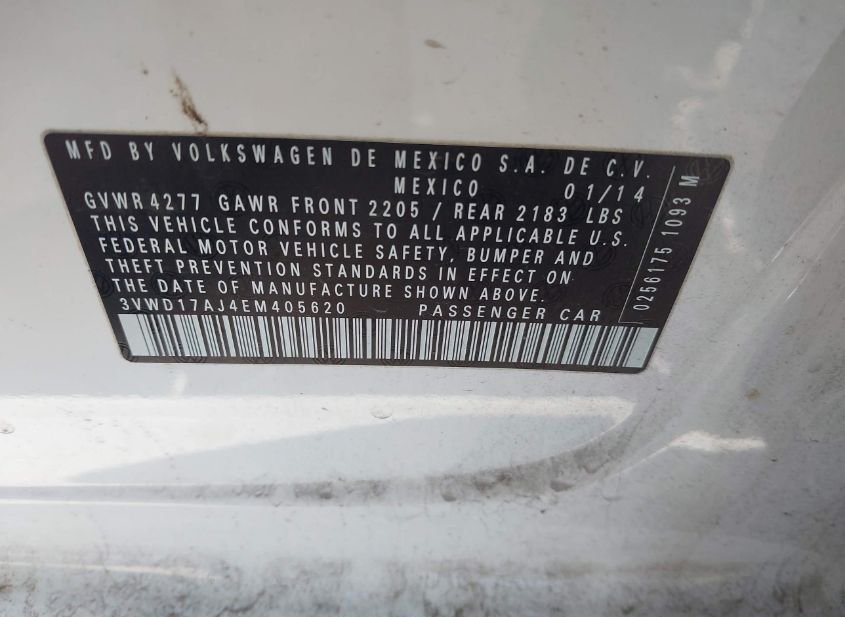 MFD BY VOLKSWAGEN DE MEXICO S.A. DE C.V.
MEXICO 01/14
GVWR 4277 GAWR FRONT 2205 / REAR 2183 LBS
THIS VEHICLE CONFORMS TO ALL APPLICABLE U.S.
FEDERAL MOTOR VEHICLE SAFETY, BUMPER AND
THEFT PREVENTION STANDARDS IN EFFECT ON
THE DATE OF MANUFACTURE SHOWN ABOVE.
3VWD17AJ4EM405620 PASSENGER CAR
0256175 1093 M